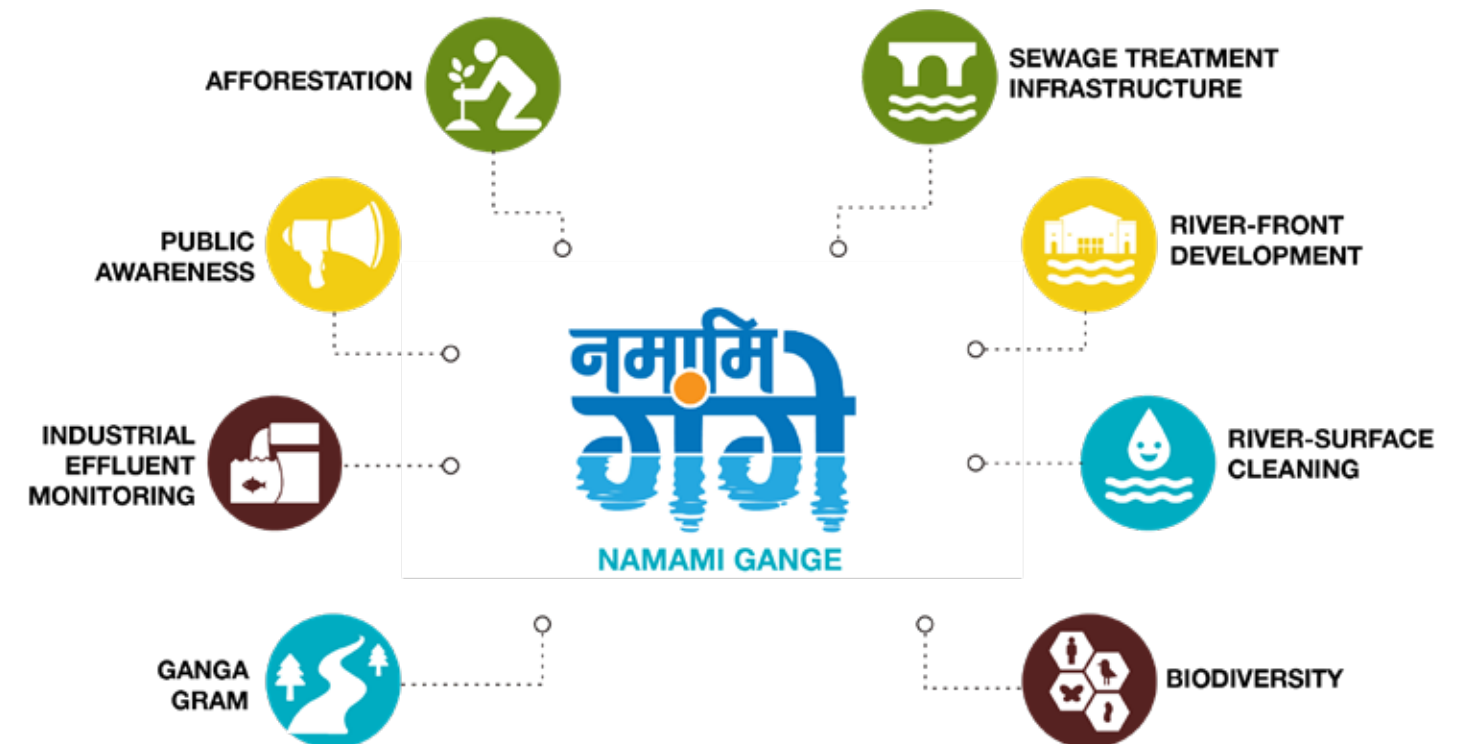 AFFORESTATION
SEWAGE TREATMENT
INFRASTRUCTURE
PUBLIC
AWARENESS
RIVER-FRONT
DEVELOPMENT
नमामि
गंगे
NAMAMI GANGE
INDUSTRIAL
EFFLUENT
MONITORING
RIVER-SURFACE
CLEANING
GANGA
GRAM
BIODIVERSITY